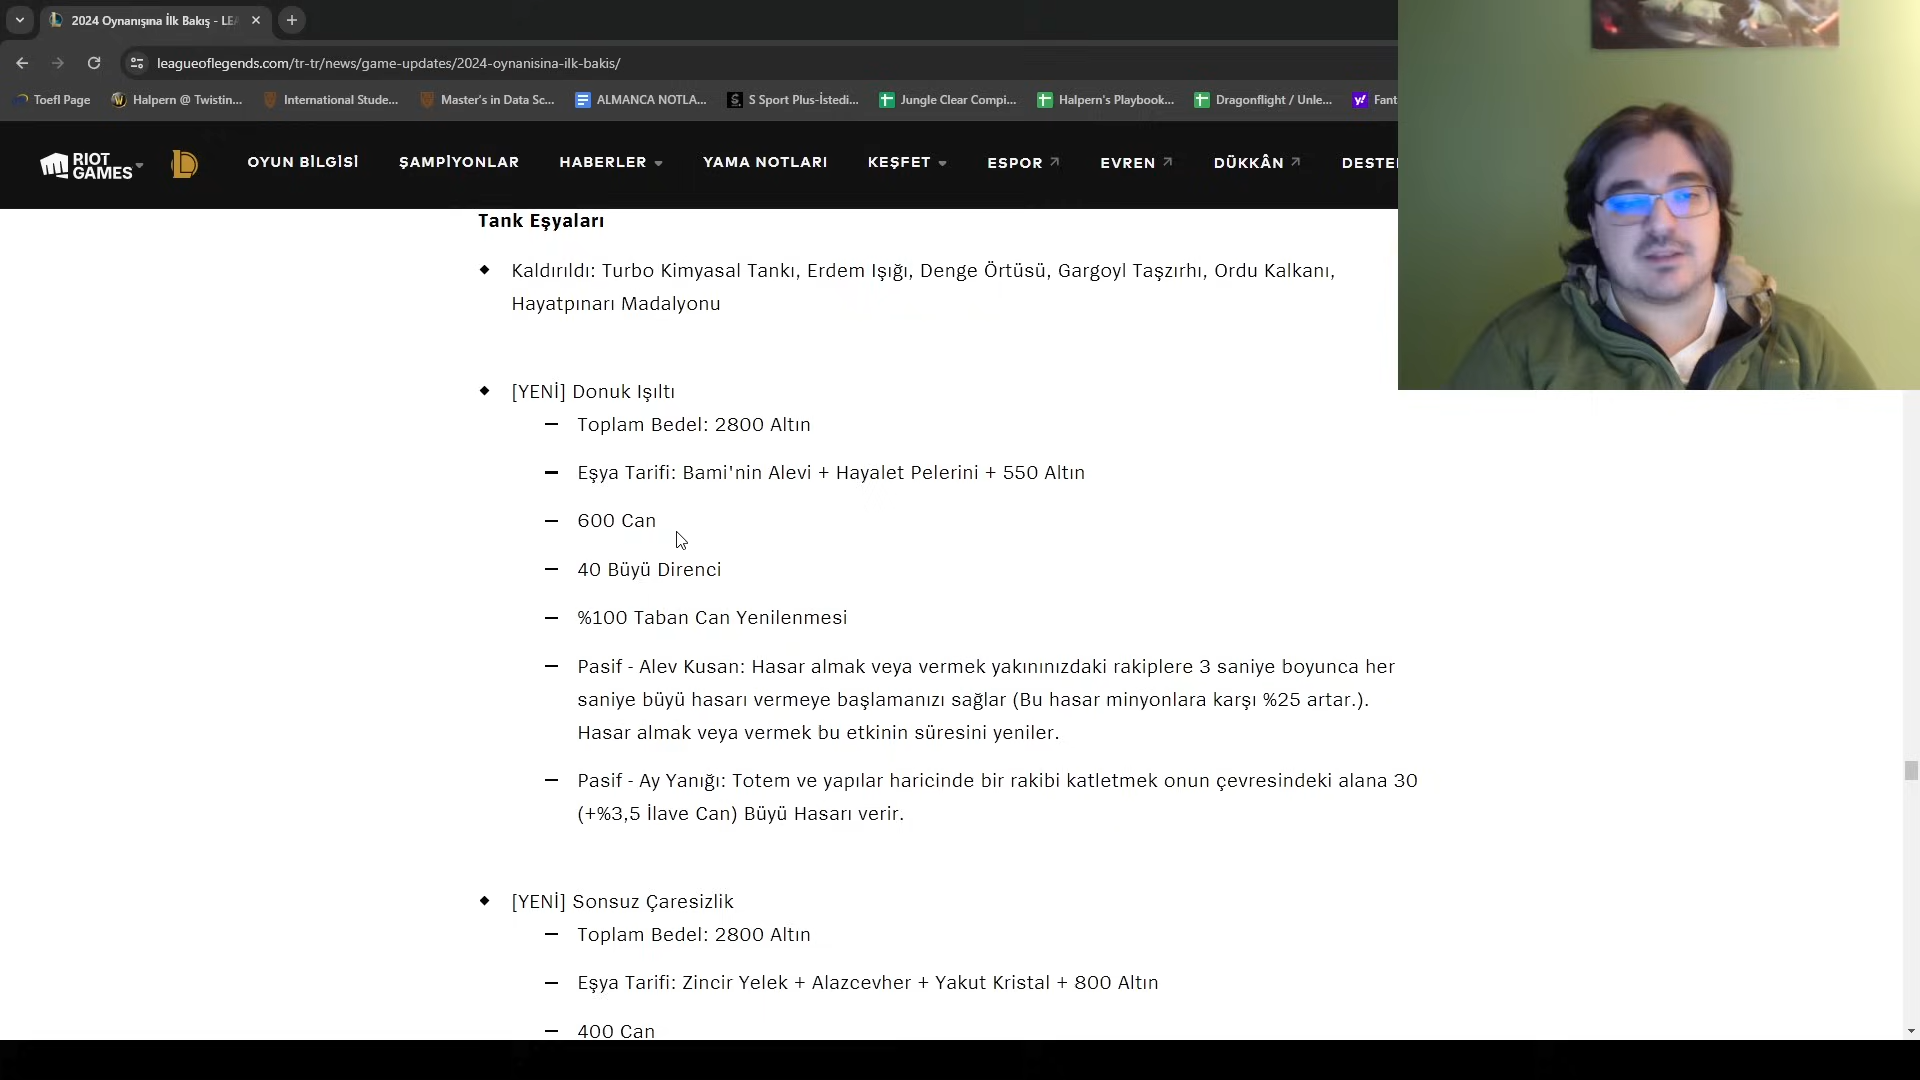 2024 Oynanışına İlk Bakış - LEA
leagueoflegends.com/tr-tr/news/game-updates/2024-oynanisina-ilk-bakis/
Toefl Page
Halpern @ Twistin...
International Stude...
Master's in Data Sc...
ALMANCA NOTLA...
S Sport Plus-İstedi...
Jungle Clear Compi...
Halpern's Playbook...
Dragonflight / Unle...
Fant
RIOT
GAMES
OYUN BİLGİSİ
ŞAMPİYONLAR
HABERLER
YAMA NOTLARI
KEŞFET
ESPOR
EVREN
DÜKKÂN
DESTE
Tank Eşyaları
Kaldırıldı: Turbo Kimyasal Tankı, Erdem Işığı, Denge Örtüsü, Gargoyl Taşzırhı, Ordu Kalkanı,
Hayatpınarı Madalyonu
[YENİ] Donuk Işıltı
Toplam Bedel: 2800 Altın
Eşya Tarifi: Bami'nin Alevi + Hayalet Pelerini + 550 Altın
600 Can
40 Büyü Direnci
%100 Taban Can Yenilenmesi
Pasif - Alev Kusan: Hasar almak veya vermek yakınınızdaki rakiplere 3 saniye boyunca her
saniye büyü hasarı vermeye başlamanızı sağlar (Bu hasar minyonlara karşı %25 artar.).
Hasar almak veya vermek bu etkinin süresini yeniler.
Pasif - Ay Yanığı: Totem ve yapılar haricinde bir rakibi katletmek onun çevresindeki alana 30
(+%3,5 İlave Can) Büyü Hasarı verir.
[YENİ] Sonsuz Çaresizlik
Toplam Bedel: 2800 Altın
Eşya Tarifi: Zincir Yelek + Alazcevher + Yakut Kristal + 800 Altın
400 Can